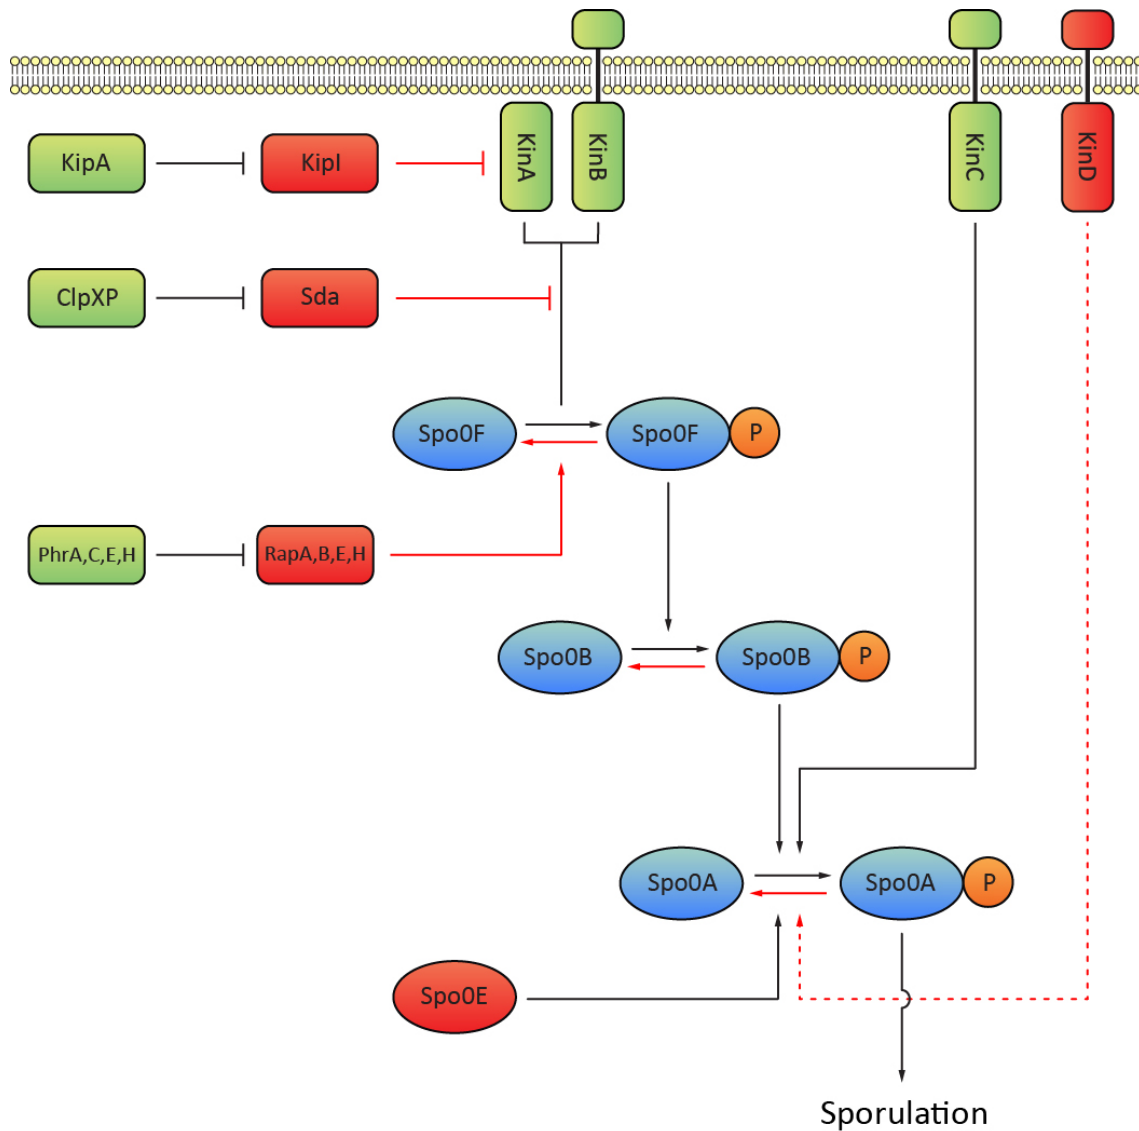 KipA
KipI
KinA
KinB
KinC
KinD
ClpXP
Sda
Spo0F
Spo0F
P
PhrA,C,E,H
RapA,B,E,H
Spo0B
Spo0B
P
Spo0A
Spo0A
P
Spo0E
Sporulation